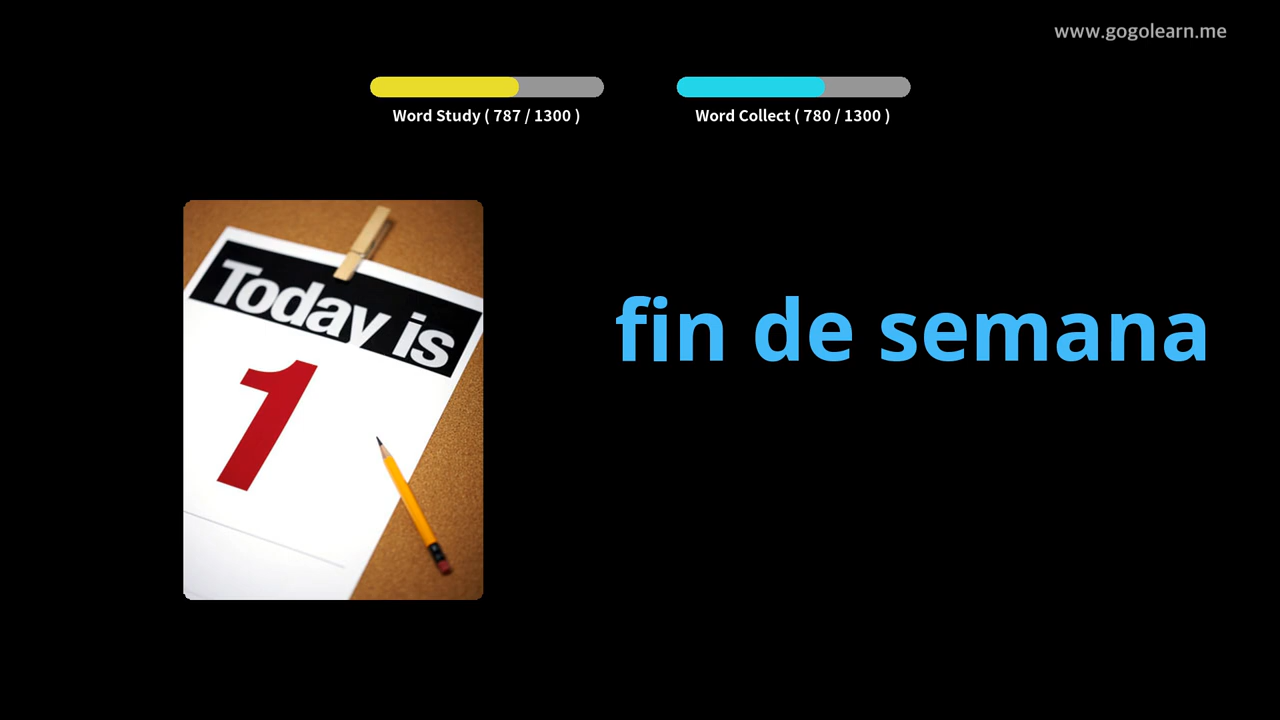 www.gogolearn.me
Word Study ( 787 / 1300 )
Word Collect ( 780 / 1300 )
Today is
1
fin de semana